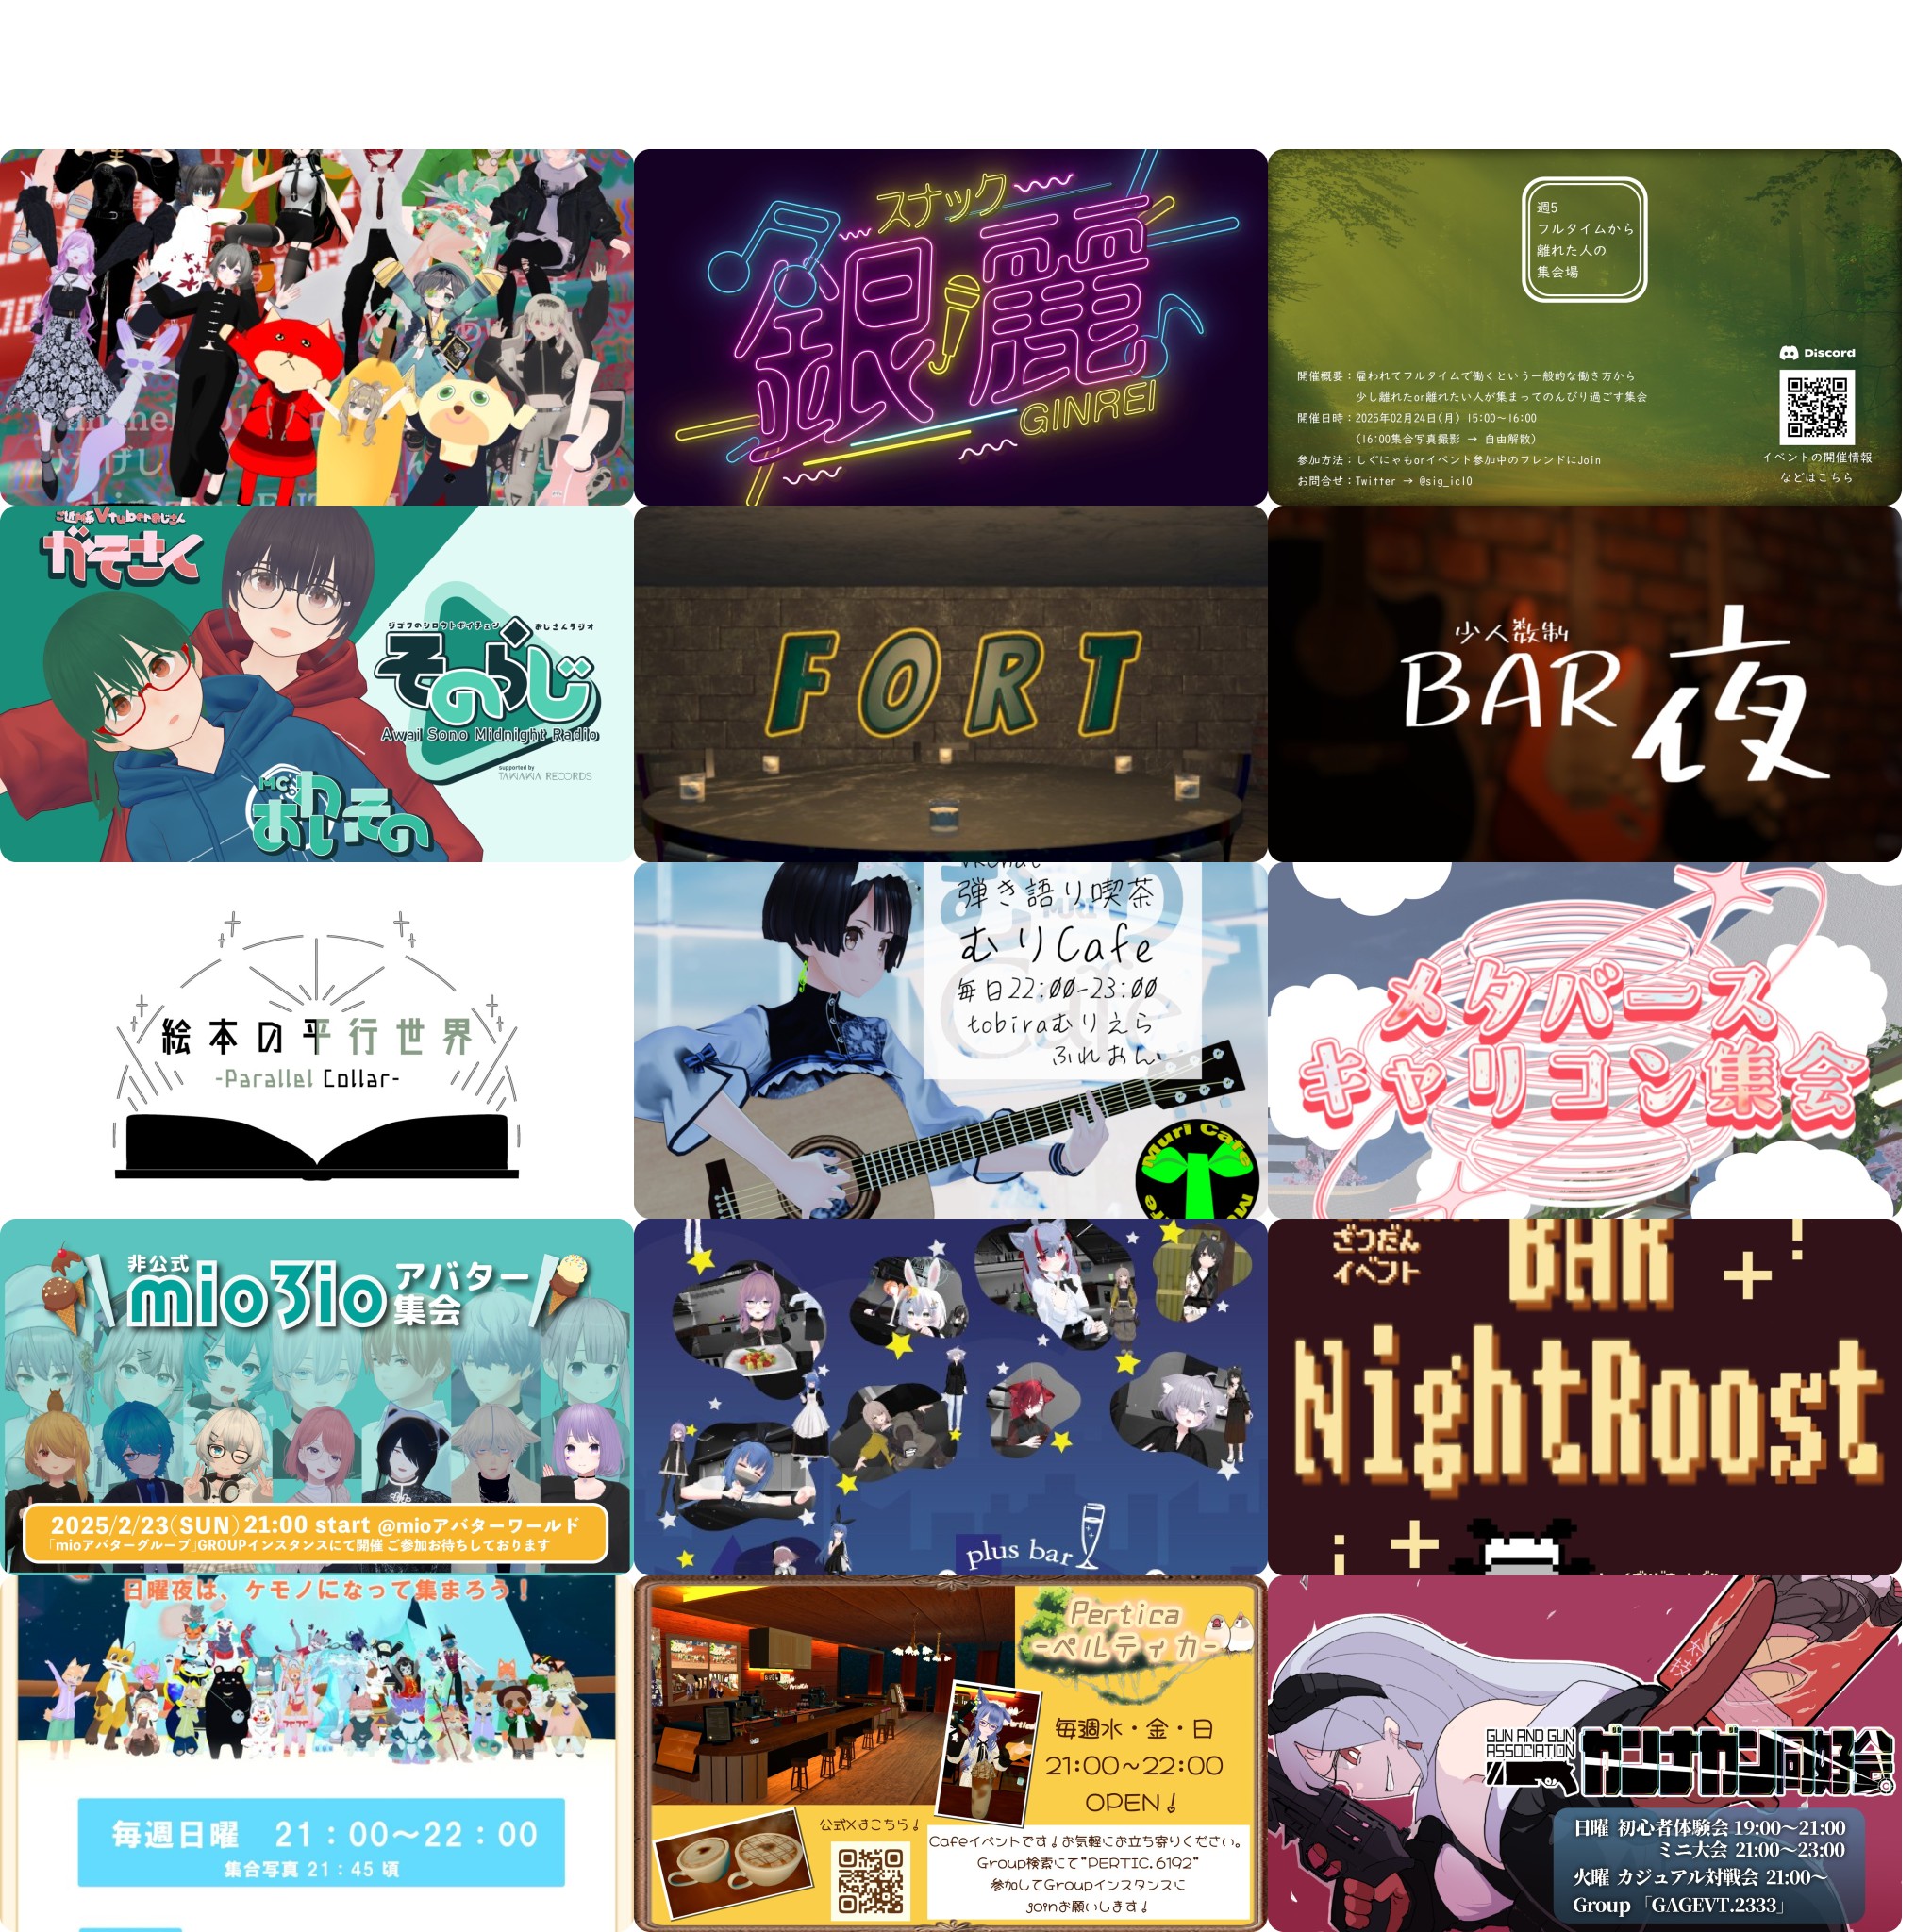 スナック
銀麗
GINREI
週5
フルタイムから
離れた人の
集会場
Discord
開催概要:雇われてフルタイムで働くという一般的な働き方から
少し離れたor離れたい人が集まってのんびり過ごす集会
開催日時:2025年02月24日(月) 15:00~16:00
(16:00集合写真撮影 → 自由解散)
参加方法:しぐにゃもorイベント参加中のフレンドにJoin
お問合せ:Twitter → @sig_icl0
イベントの開催情報
などはこちら
ご近所系Vtuberおじさん
がそさく
ジゴクのシロウトボイチェン おじさんラジオ
そのらじ
Awai Sono Midnight Radio
supported by
TAWAWA RECORDS
MC:
あわいその
FORT
少人数制
BAR 夜
絵本の平行世界
-Parallel Collar-
弾き語り喫茶
むりCafe
毎日22:00-23:00
tobiraむりえら
ふれおん
Muri Cafe
メタバース
キャリコン集会
非公式
mio3io アバター
集会
2025/2/23(SUN) 21:00 start @mioアバターワールド
「mioアバターグループ」GROUPインスタンスにて開催 ご参加お待ちしております
plus bar
ざつだん
イベント
BAR
NightRoost
日曜夜は、ケモノになって集まろう!
毎週日曜 21:00~22:00
集合写真 21:45 頃
Pertica
-ペルティカ-
毎週水・金・日
21:00~22:00
OPEN!
公式Xはこちら!
Cafeイベントです!お気軽にお立ち寄りください。
Group検索にて"PERTIC.6192"
参加してGroupインスタンスに
joinお願いします!
GUN AND GUN
ASSOCIATION
ガンナガン同好会
日曜 初心者体験会 19:00~21:00
ミニ大会 21:00~23:00
火曜 カジュアル対戦会 21:00~
Group 「GAGEVT.2333」